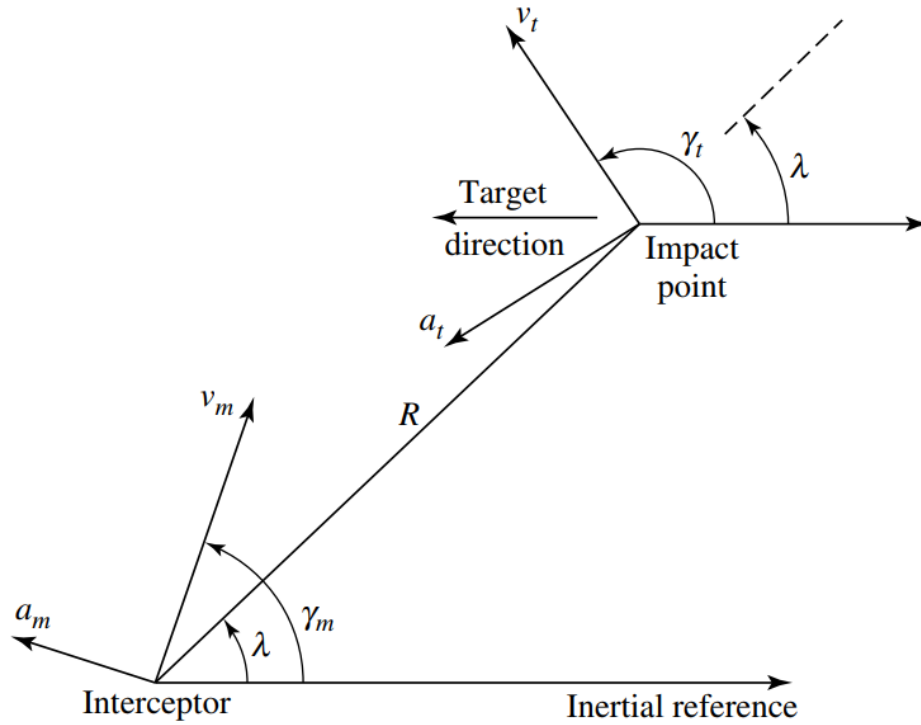 v_t
γ_t
λ
Target
direction
Impact
point
a_t
v_m
R
a_m
γ_m
λ
Interceptor
Inertial reference